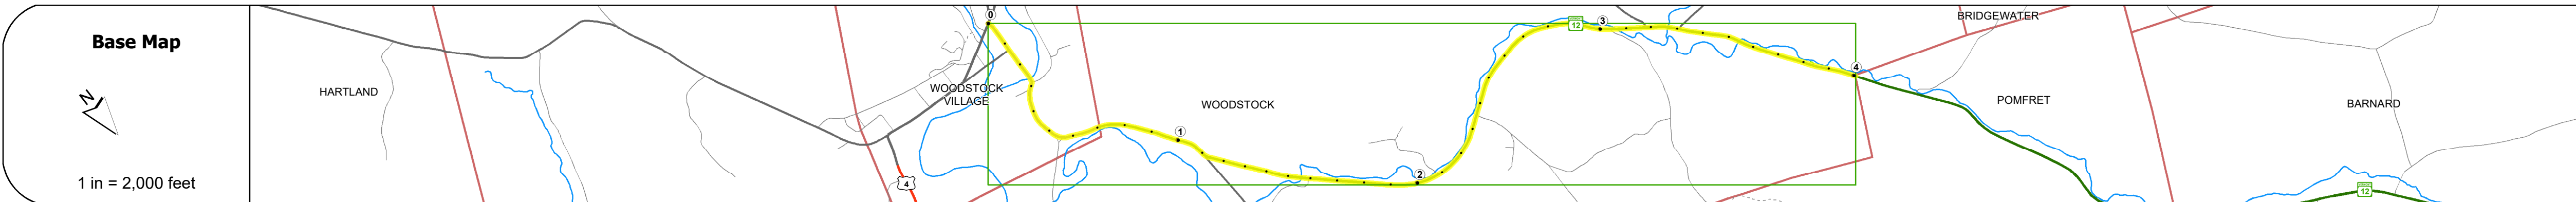 Base Map
N
1 in = 2,000 feet
HARTLAND
WOODSTOCK
VILLAGE
4
0
1
WOODSTOCK
2
12
3
4
BRIDGEWATER
POMFRET
BARNARD
12